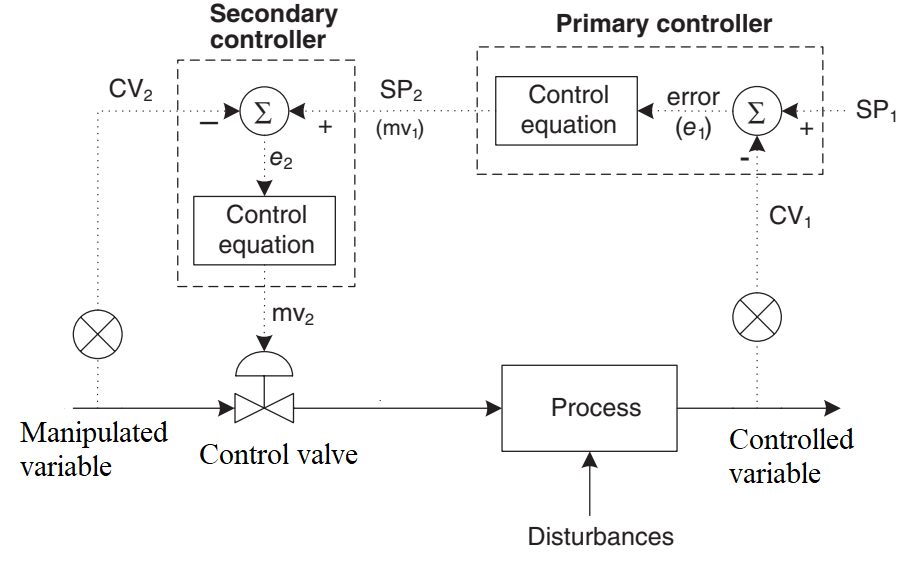 Secondary
controller
Primary controller
CV₂
−
Σ
+
SP₂
(mv₁)
Control
equation
error
(e₁)
Σ
+
-
SP₁
e₂
Control
equation
CV₁
mv₂
Process
Manipulated
variable
Control valve
Controlled
variable
Disturbances